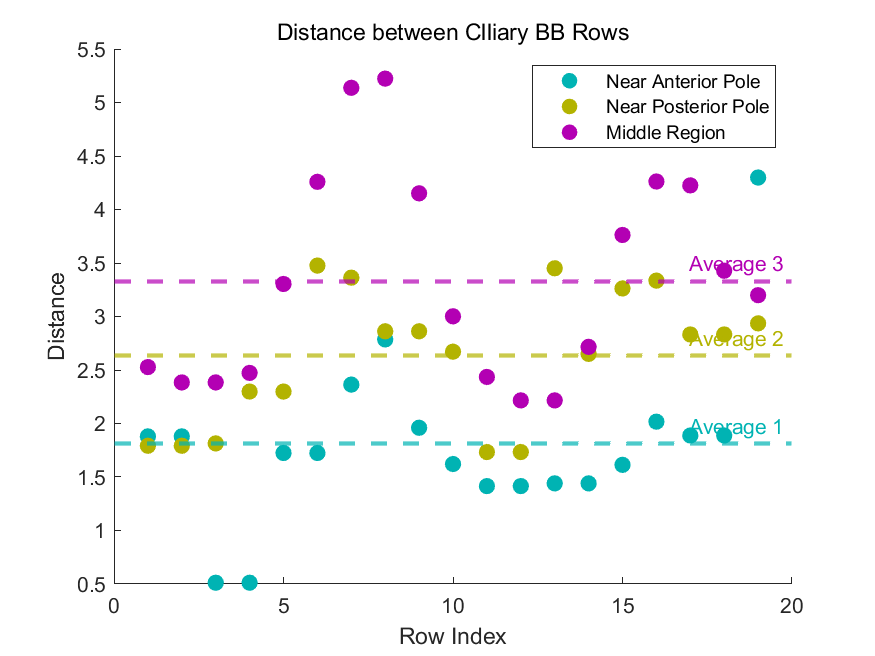 Distance between CIliary BB Rows
5.5
5
4.5
4
3.5
3
2.5
2
1.5
1
0.5
Distance
Near Anterior Pole
Near Posterior Pole
Middle Region
Average 3
Average 2
Average 1
0
5
10
15
20
Row Index